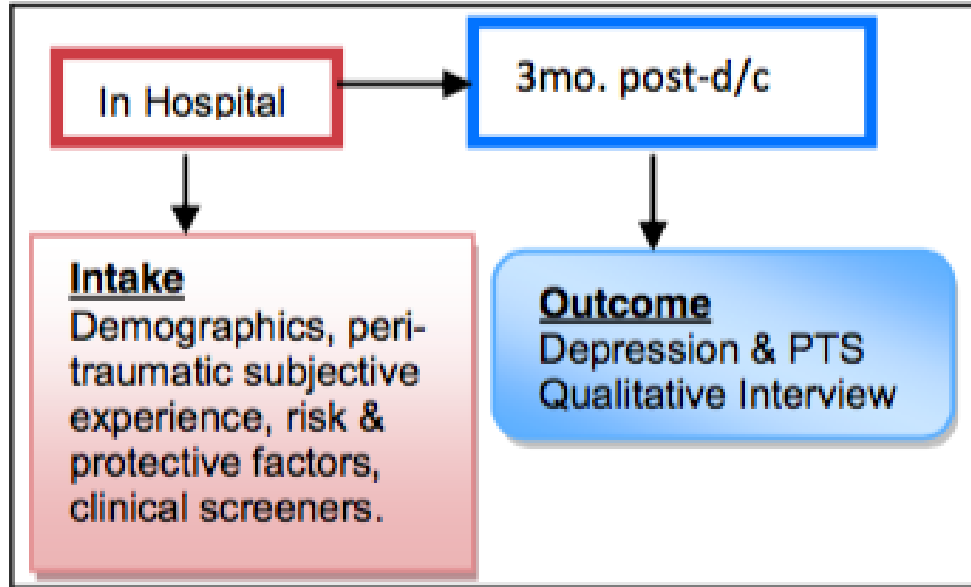 In Hospital
3mo. post-d/c
Intake
Demographics, peri-
traumatic subjective
experience, risk &
protective factors,
clinical screeners.
Outcome
Depression & PTS
Qualitative Interview